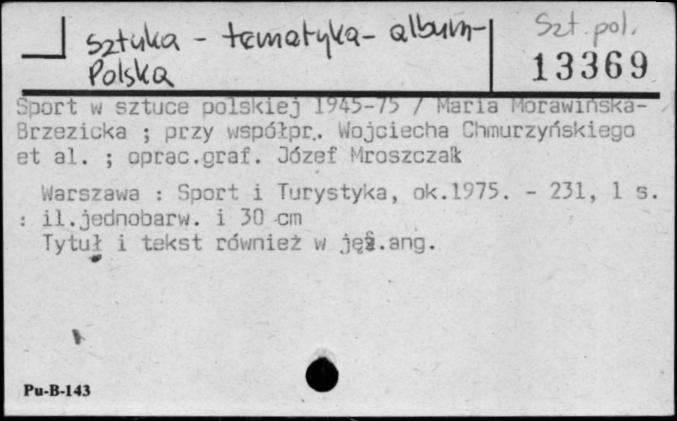 sztuka - tematyka - album -
Polska
Szt. pol.
13369
Sport w sztuce polskiej 1945-75 / Maria Morawińska-
Brzezicka ; przy współpr. Wojciecha Chmurzyńskiego
et al. ; oprac.graf. Józef Mroszczak
Warszawa : Sport i Turystyka, ok.1975. - 231, 1 s.
: il.jednobarw. i 30 cm
Tytuł i tekst również w jęz.ang.
Pu-B-143